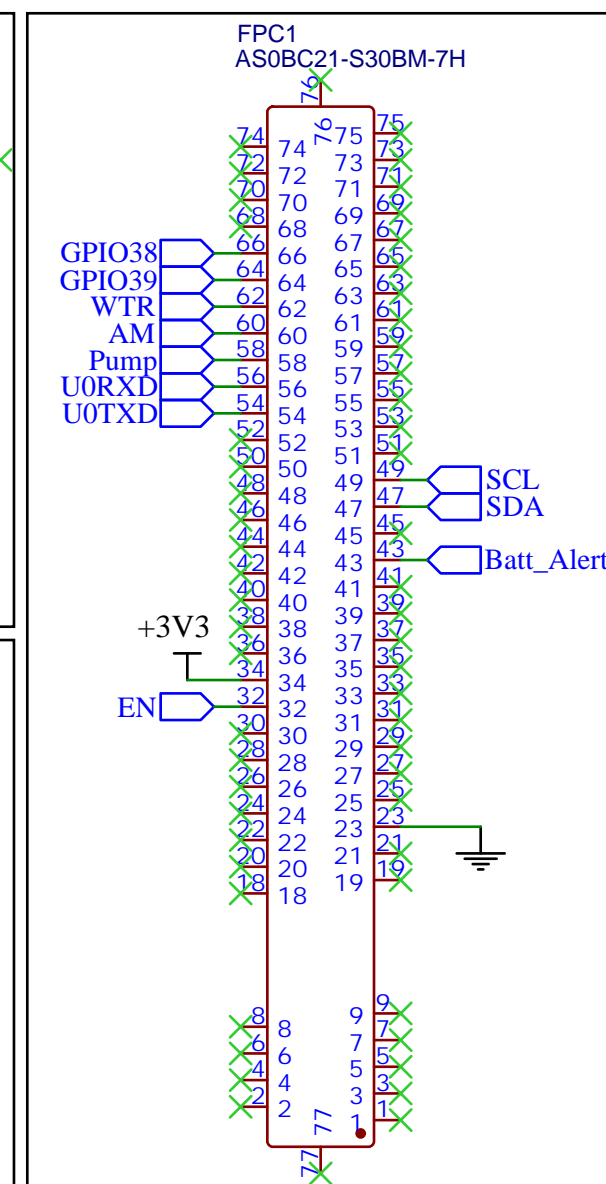 FPC1
AS0BC21-S30BM-7H
76
76
74 74 75 75
72 72 73 73
70 70 71 71
68 68 69 69
GPIO38 66 66 67 67
GPIO39 64 64 65 65
WTR 62 62 63 63
AM 60 60 61 61
Pump 58 58 59 59
U0RXD 56 56 57 57
U0TXD 54 54 55 55
52 52 53 53
50 50 51 51
48 48 49 49 SCL
46 46 47 47 SDA
44 44 45 45
42 42 43 43 Batt_Alert
40 40 41 41
38 38 39 39
+3V3
36 36 37 37
34 34 35 35
EN 32 32 33 33
30 30 31 31
28 28 29 29
26 26 27 27
24 24 25 25
22 22 23 23
20 20 21 21
18 18 19 19
8 8 9 9
6 6 7 7
4 4 5 5
2 2 3 3
1 1
77
77